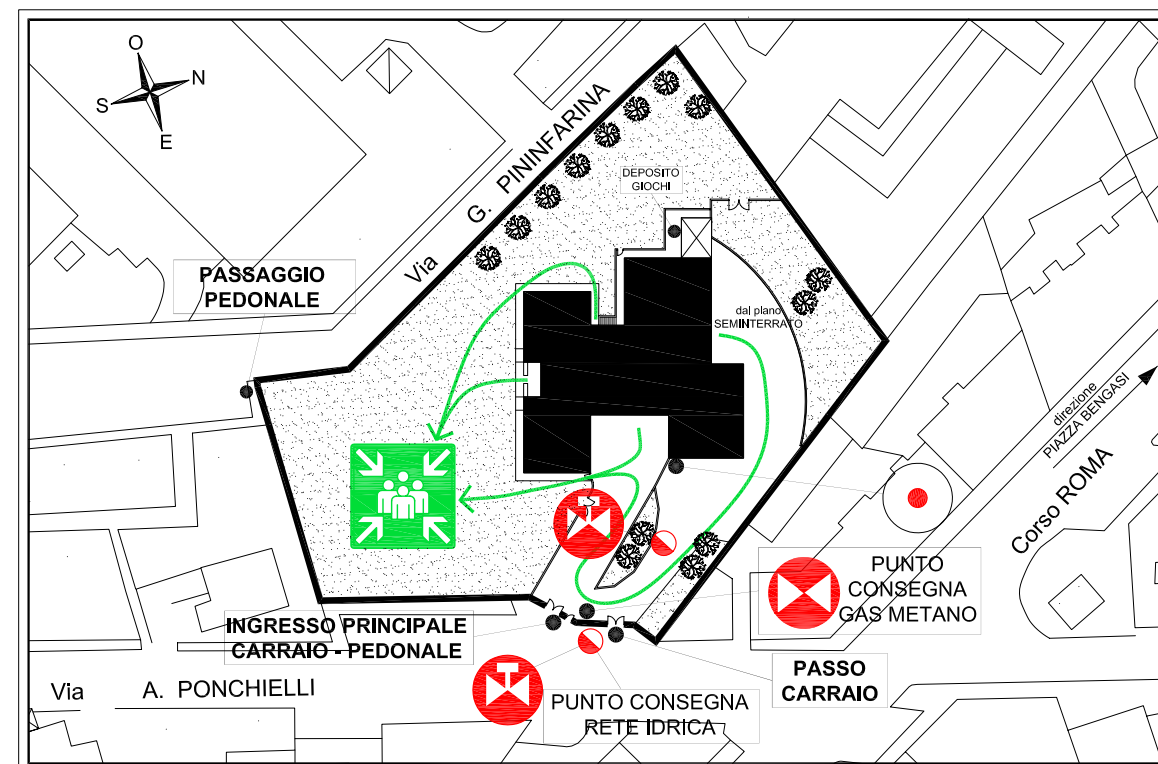 O
N
S
E
Via G. PININFARINA
DEPOSITO
GIOCHI
PASSAGGIO
PEDONALE
dal piano
SEMINTERRATO
direzione
PIAZZA BENGASI
Corso ROMA
PUNTO
CONSEGNA
GAS METANO
INGRESSO PRINCIPALE
CARRAIO - PEDONALE
PASSO
CARRAIO
Via A. PONCHIELLI
PUNTO CONSEGNA
RETE IDRICA